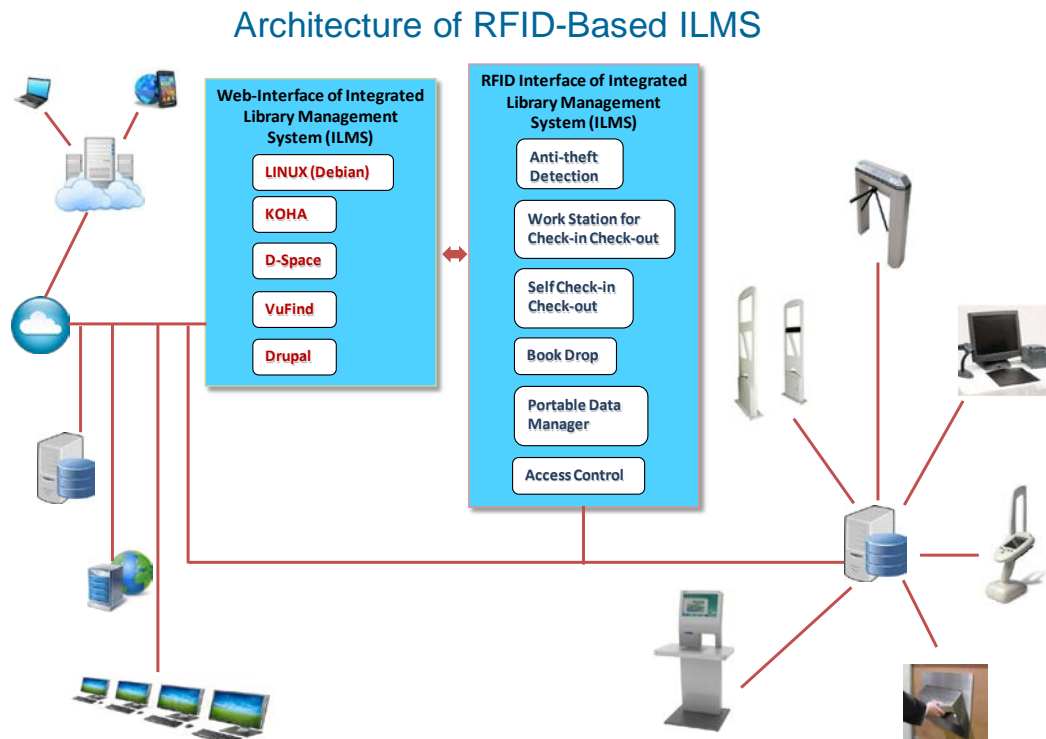 Architecture of RFID-Based ILMS
Web-Interface of Integrated
Library Management
System (ILMS)
LINUX (Debian)
KOHA
D-Space
VuFind
Drupal
RFID Interface of Integrated
Library Management
System (ILMS)
Anti-theft
Detection
Work Station for
Check-in Check-out
Self Check-in
Check-out
Book Drop
Portable Data
Manager
Access Control